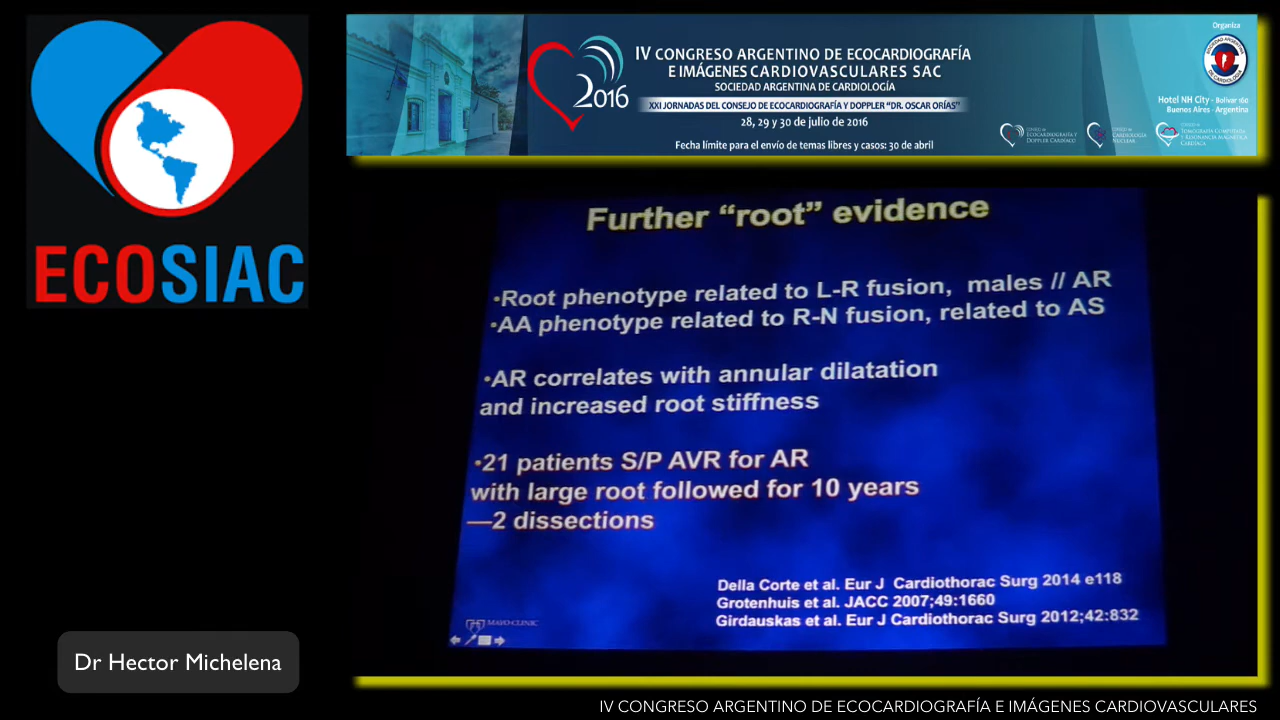 ECOSIAC
Dr Hector Michelena
2016
IV CONGRESO ARGENTINO DE ECOCARDIOGRAFÍA
E IMÁGENES CARDIOVASCULARES SAC
SOCIEDAD ARGENTINA DE CARDIOLOGÍA
XXI JORNADAS DEL CONSEJO DE ECOCARDIOGRAFÍA Y DOPPLER "DR. OSCAR ORÍAS"
28, 29 y 30 de julio de 2016
Fecha límite para el envío de temas libres y casos: 30 de abril
Organiza
SOCIEDAD ARGENTINA
DE CARDIOLOGÍA
Hotel NH City - Bolívar 160
Buenos Aires - Argentina
CONSEJO de
ECOCARDIOGRAFÍA Y
DOPPLER CARDÍACO
CONSEJO de
CARDIOLOGÍA
NUCLEAR
TOMOGRAFÍA COMPUTADA
Y RESONANCIA MAGNÉTICA
CARDÍACA
Further “root” evidence
•Root phenotype related to L-R fusion, males // AR
•AA phenotype related to R-N fusion, related to AS
•AR correlates with annular dilatation
and increased root stiffness
•21 patients S/P AVR for AR
with large root followed for 10 years
—2 dissections
Della Corte et al. Eur J Cardiothorac Surg 2014 e118
Grotenhuis et al. JACC 2007;49:1660
Girdauskas et al. Eur J Cardiothorac Surg 2012;42:832
MAYO CLINIC
IV CONGRESO ARGENTINO DE ECOCARDIOGRAFÍA E IMÁGENES CARDIOVASCULARES